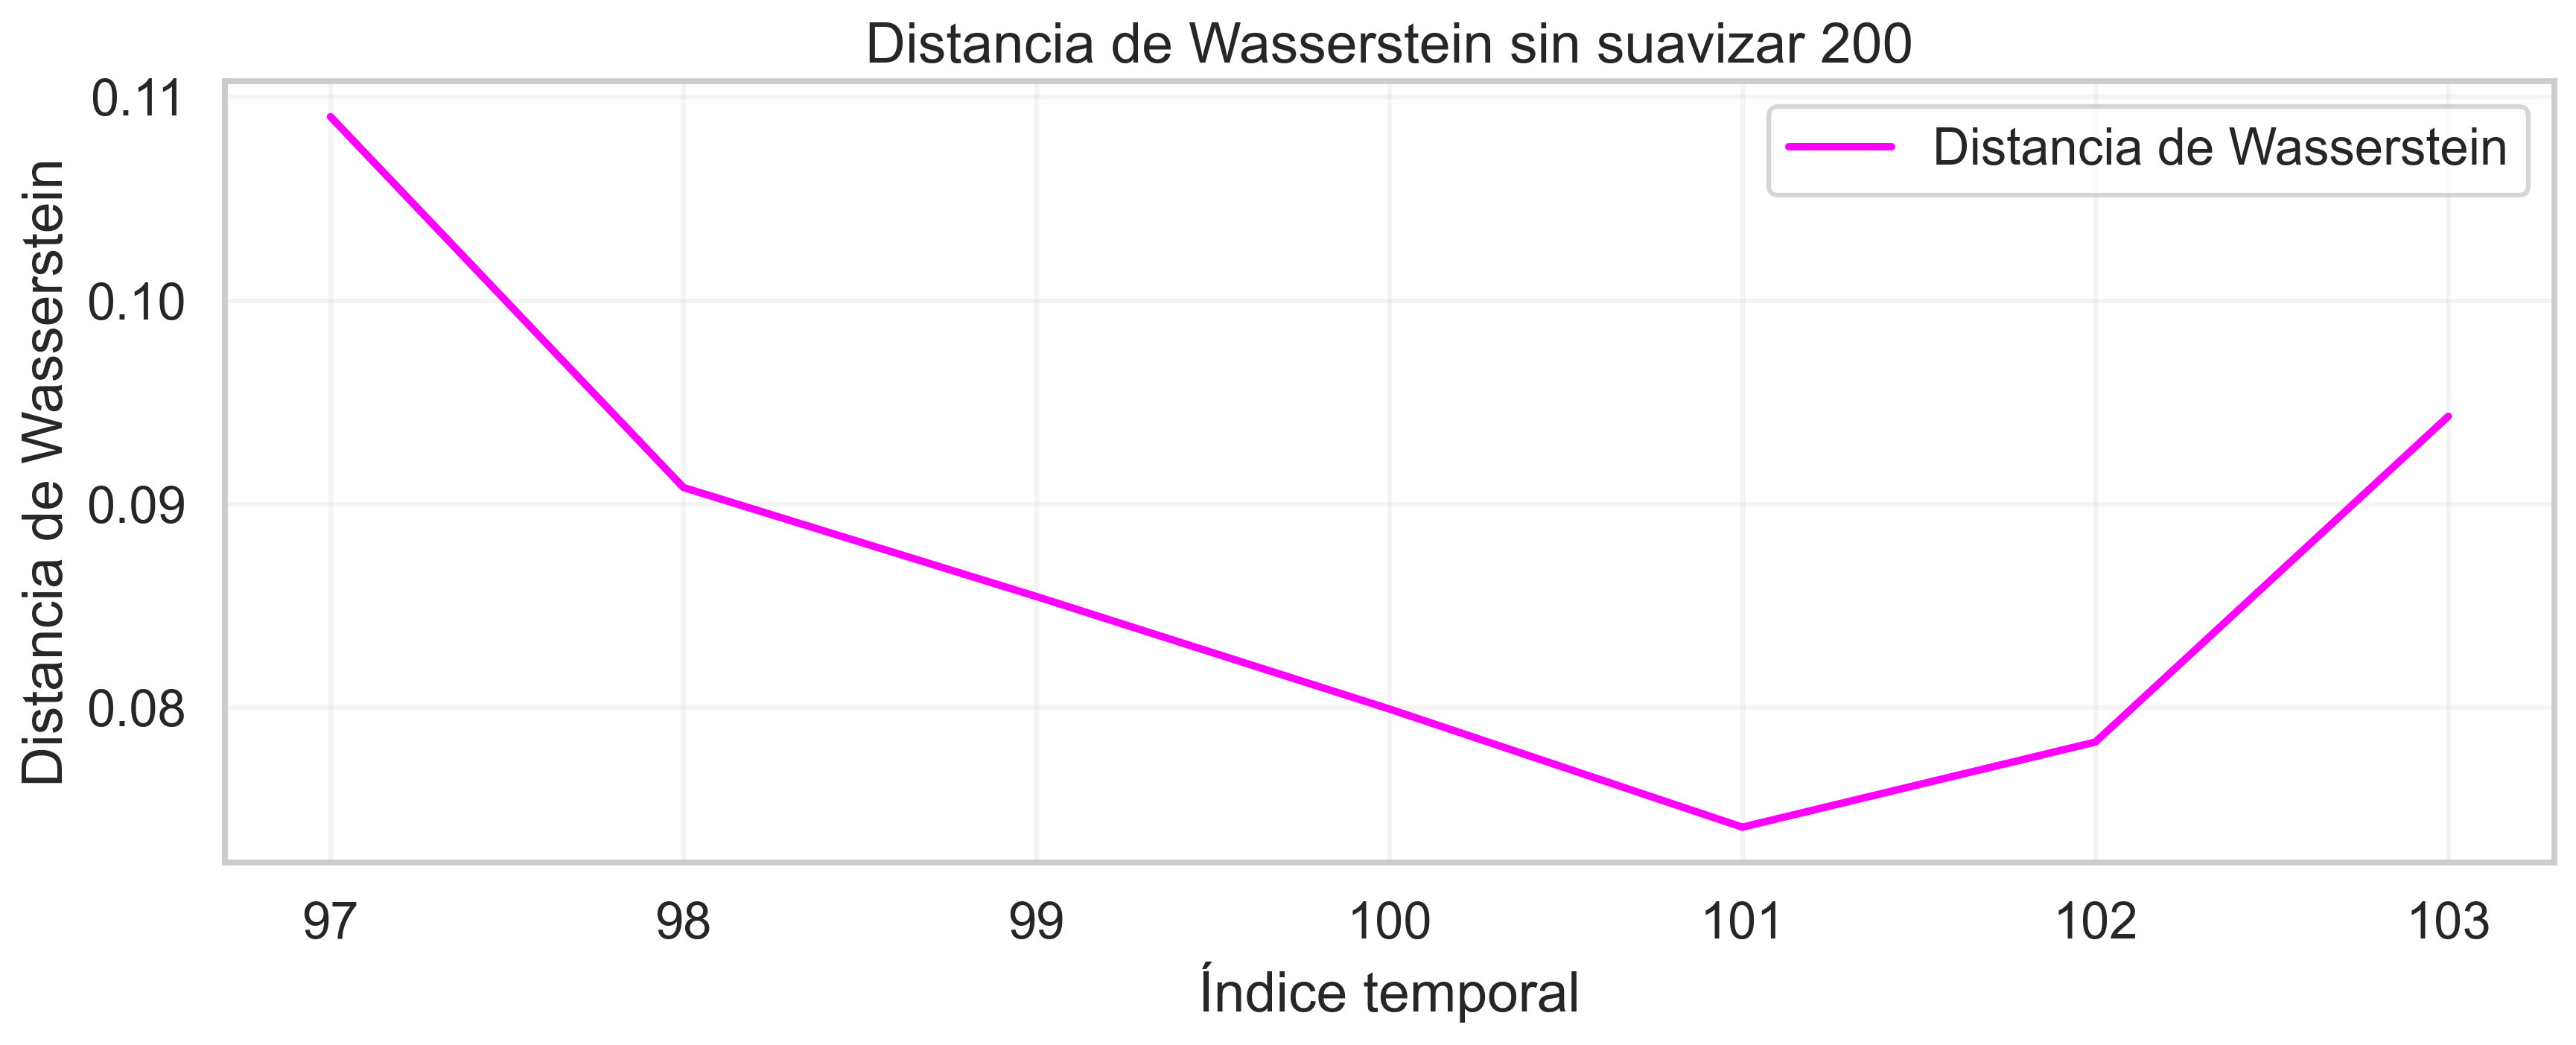 Distancia de Wasserstein sin suavizar 200
Distancia de Wasserstein
Distancia de Wasserstein
0.11
0.10
0.09
0.08
97 98 99 100 101 102 103
Índice temporal